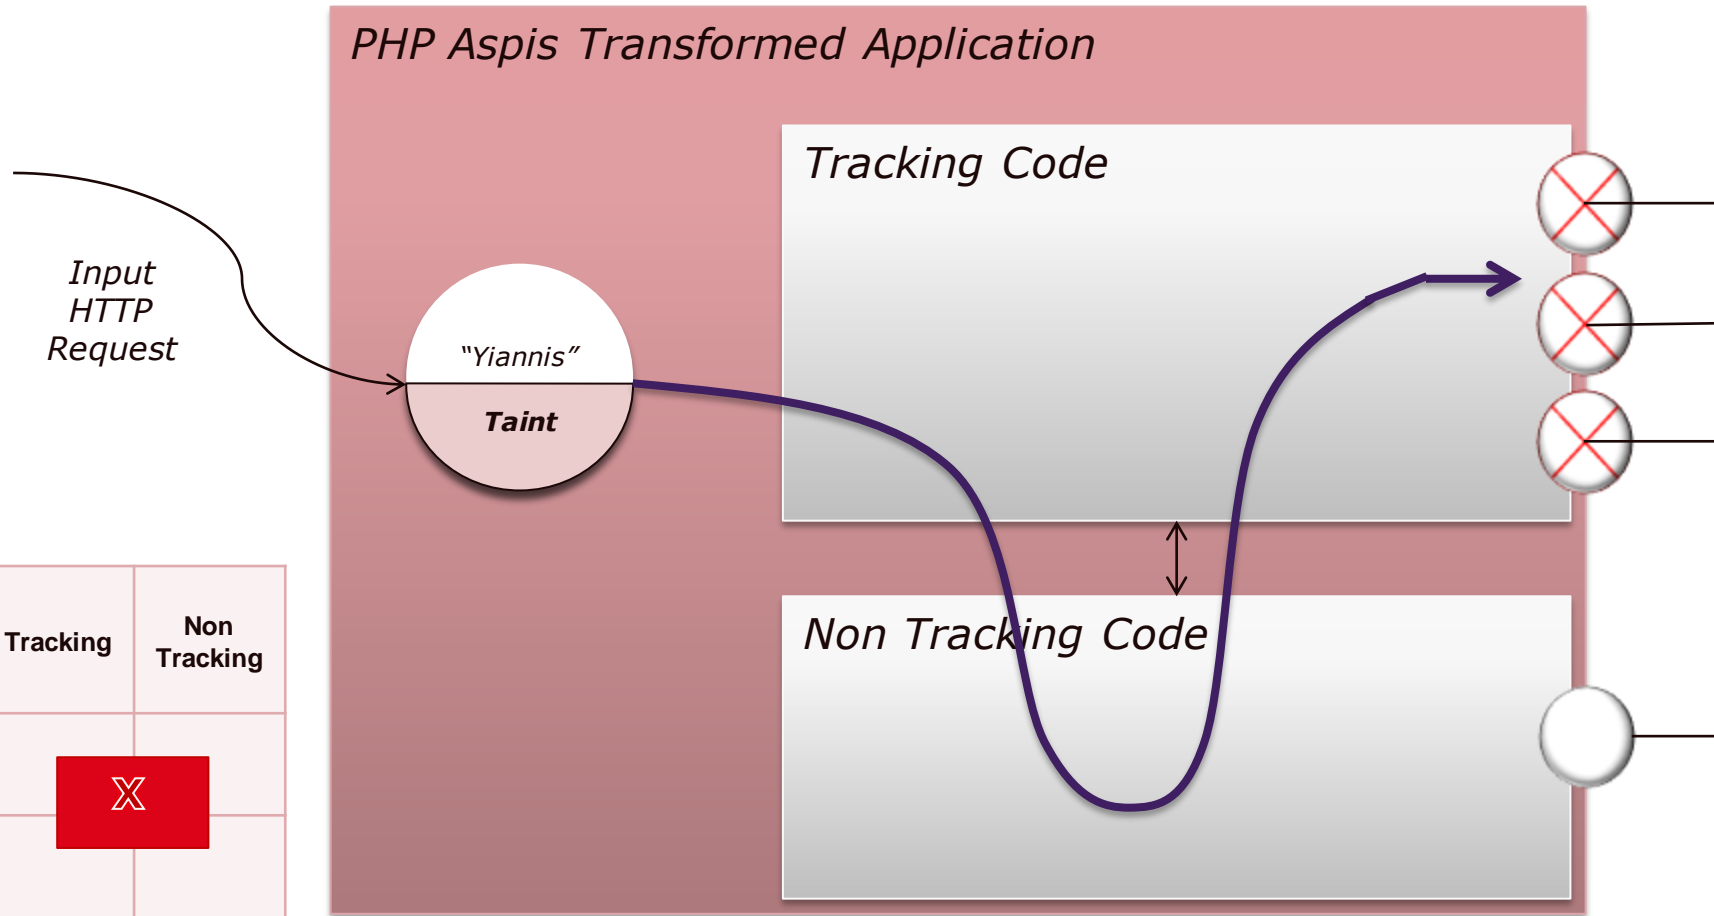 PHP Aspis Transformed Application
Tracking Code
Input
HTTP
Request
“Yiannis”
Taint
Non Tracking Code
Tracking
Non
Tracking
X